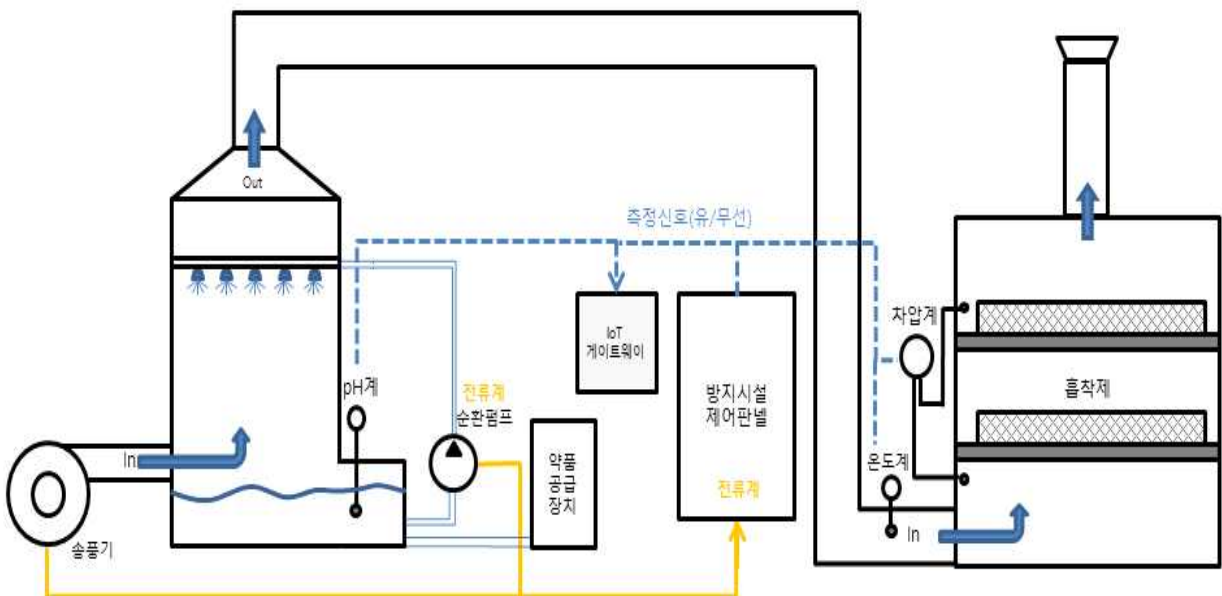 Out
측정신호(유/무선)
IoT
게이트웨이
방지시설
제어판넬
전류계
차압계
흡착제
pH계
전류계
순환펌프
약품
공급
장치
온도계
In
In
송풍기